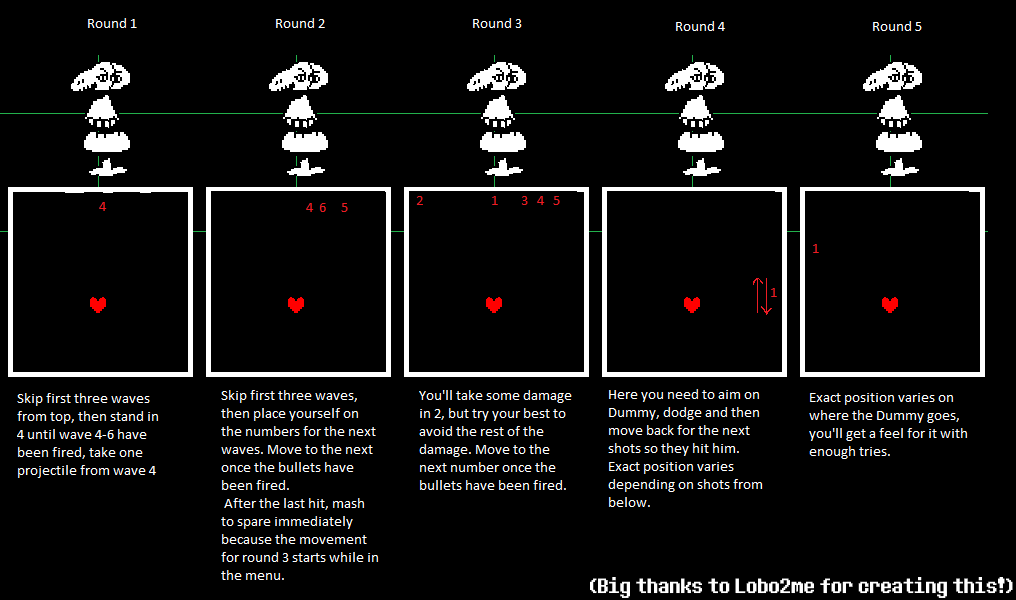 Round 1
Round 2
Round 3
Round 4
Round 5
4
4 6 5
2 1 3 4 5
1
1
Skip first three waves
from top, then stand in
4 until wave 4-6 have
been fired, take one
projectile from wave 4
Skip first three waves,
then place yourself on
the numbers for the next
waves. Move to the next
once the bullets have
been fired.
After the last hit, mash
to spare immediately
because the movement
for round 3 starts while in
the menu.
You'll take some damage
in 2, but try your best to
avoid the rest of the
damage. Move to the
next number once the
bullets have been fired.
Here you need to aim on
Dummy, dodge and then
move back for the next
shots so they hit him.
Exact position varies
depending on shots from
below.
Exact position varies on
where the Dummy goes,
you'll get a feel for it with
enough tries.
(Big thanks to Lobo2me for creating this!)